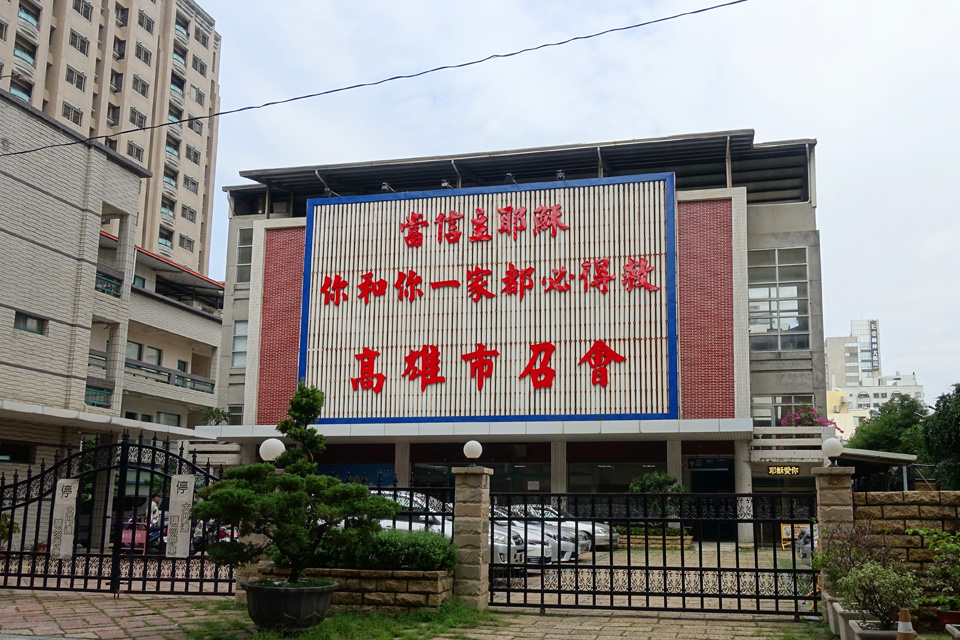 當信主耶穌
你和你一家都必得救
高雄市召會
耶穌愛你
停
停